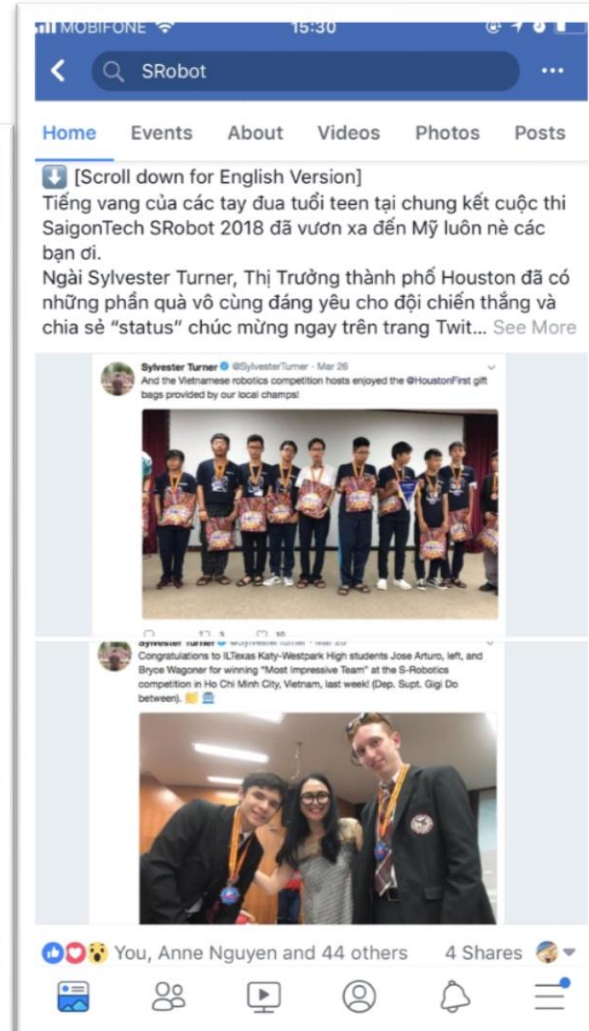 MOBIFONE 15:30
SRobot
Home Events About Videos Photos Posts
[Scroll down for English Version]
Tiếng vang của các tay đua tuổi teen tại chung kết cuộc thi
SaigonTech SRobot 2018 đã vươn xa đến Mỹ luôn nè các
bạn ơi.
Ngài Sylvester Turner, Thị Trưởng thành phố Houston đã có
những phần quà vô cùng đáng yêu cho đội chiến thắng và
chia sẻ “status” chúc mừng ngay trên trang Twit... See More
Sylvester Turner @SylvesterTurner · Mar 26
And the Vietnamese robotics competition hosts enjoyed the @HoustonFirst gift
bags provided by our local champs!
3 10
Sylvester Turner @SylvesterTurner · Mar 26
Congratulations to ILTexas Katy-Westpark High students Jose Arturo, left, and
Bryce Wagoner for winning "Most Impressive Team" at the S-Robotics
competition in Ho Chi Minh City, Vietnam, last week! (Dep. Supt. Gigi Do
between).
You, Anne Nguyen and 44 others 4 Shares